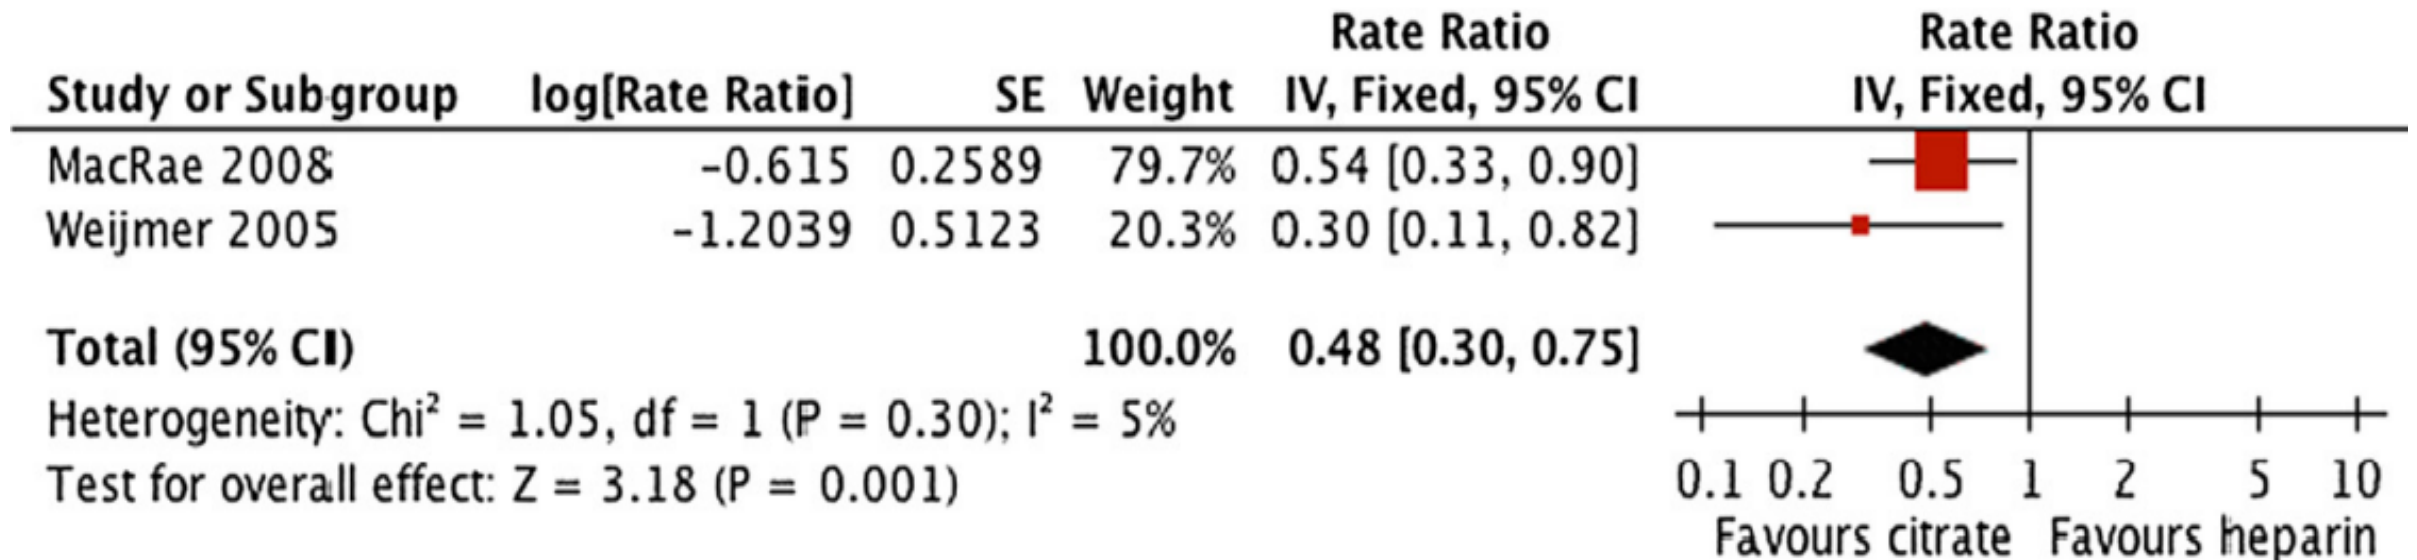 Rate Ratio Rate Ratio
Study or Subgroup log[Rate Ratio] SE Weight IV, Fixed, 95% CI IV, Fixed, 95% CI
MacRae 2008 −0.615 0.2589 79.7% 0.54 [0.33, 0.90]
Weijmer 2005 −1.2039 0.5123 20.3% 0.30 [0.11, 0.82]
Total (95% CI) 100.0% 0.48 [0.30, 0.75]
Heterogeneity: Chi² = 1.05, df = 1 (P = 0.30); I² = 5%
Test for overall effect: Z = 3.18 (P = 0.001)
0.1 0.2 0.5 1 2 5 10
Favours citrate Favours heparin